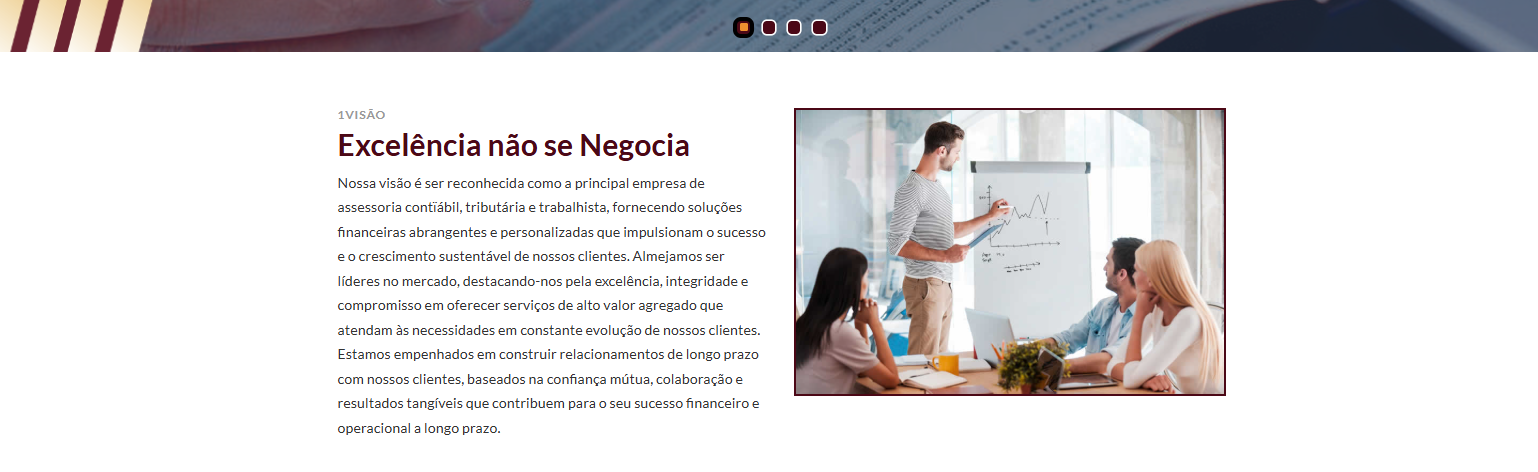 1VISÃO
Excelência não se Negocia
Nossa visão é ser reconhecida como a principal empresa de
assessoria contïábil, tributária e trabalhista, fornecendo soluções
financeiras abrangentes e personalizadas que impulsionam o sucesso
e o crescimento sustentável de nossos clientes. Almejamos ser
líderes no mercado, destacando-nos pela excelência, integridade e
compromisso em oferecer serviços de alto valor agregado que
atendam às necessidades em constante evolução de nossos clientes.
Estamos empenhados em construir relacionamentos de longo prazo
com nossos clientes, baseados na confiança mútua, colaboração e
resultados tangíveis que contribuem para o seu sucesso financeiro e
operacional a longo prazo.